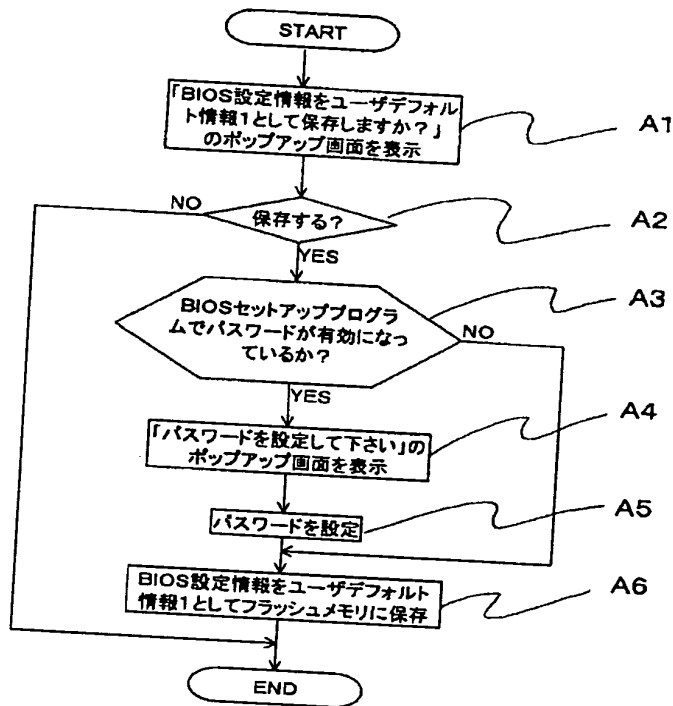 START
「BIOS設定情報をユーザデフォル
ト情報1として保存しますか?」
のポップアップ画面を表示
A1
NO
保存する?
A2
YES
BIOSセットアッププログラ
ムでパスワードが有効になっ
ているか?
A3
NO
YES
「パスワードを設定して下さい」の
ポップアップ画面を表示
A4
パスワードを設定
A5
BIOS設定情報をユーザデフォルト
情報1としてフラッシュメモリに保存
A6
END